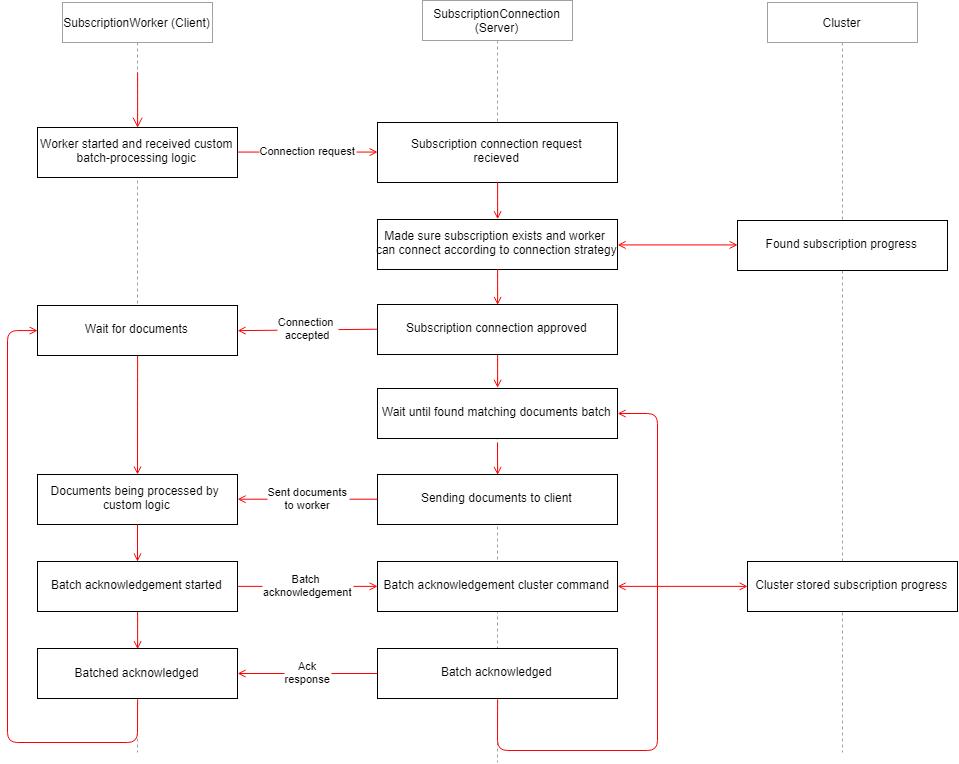 SubscriptionWorker (Client)
SubscriptionConnection
(Server)
Cluster
Worker started and received custom
batch-processing logic
Connection request
Subscription connection request
recieved
Made sure subscription exists and worker
can connect according to connection strategy
Found subscription progress
Wait for documents
Connection
accepted
Subscription connection approved
Wait until found matching documents batch
Documents being processed by
custom logic
Sent documents
to worker
Sending documents to client
Batch acknowledgement started
Batch
acknowledgement
Batch acknowledgement cluster command
Cluster stored subscription progress
Batched acknowledged
Ack
response
Batch acknowledged